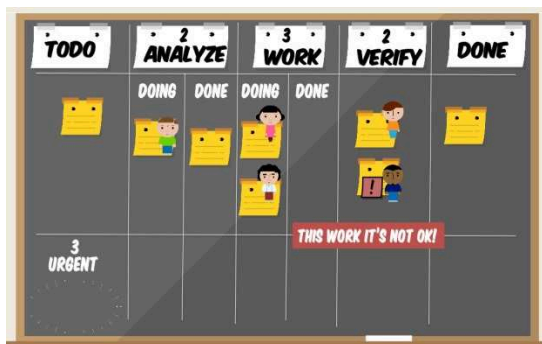 TODO
2
ANALYZE
3
WORK
2
VERIFY
DONE
DOING
DONE
DOING
DONE
!
THIS WORK IT'S NOT OK!
3
URGENT